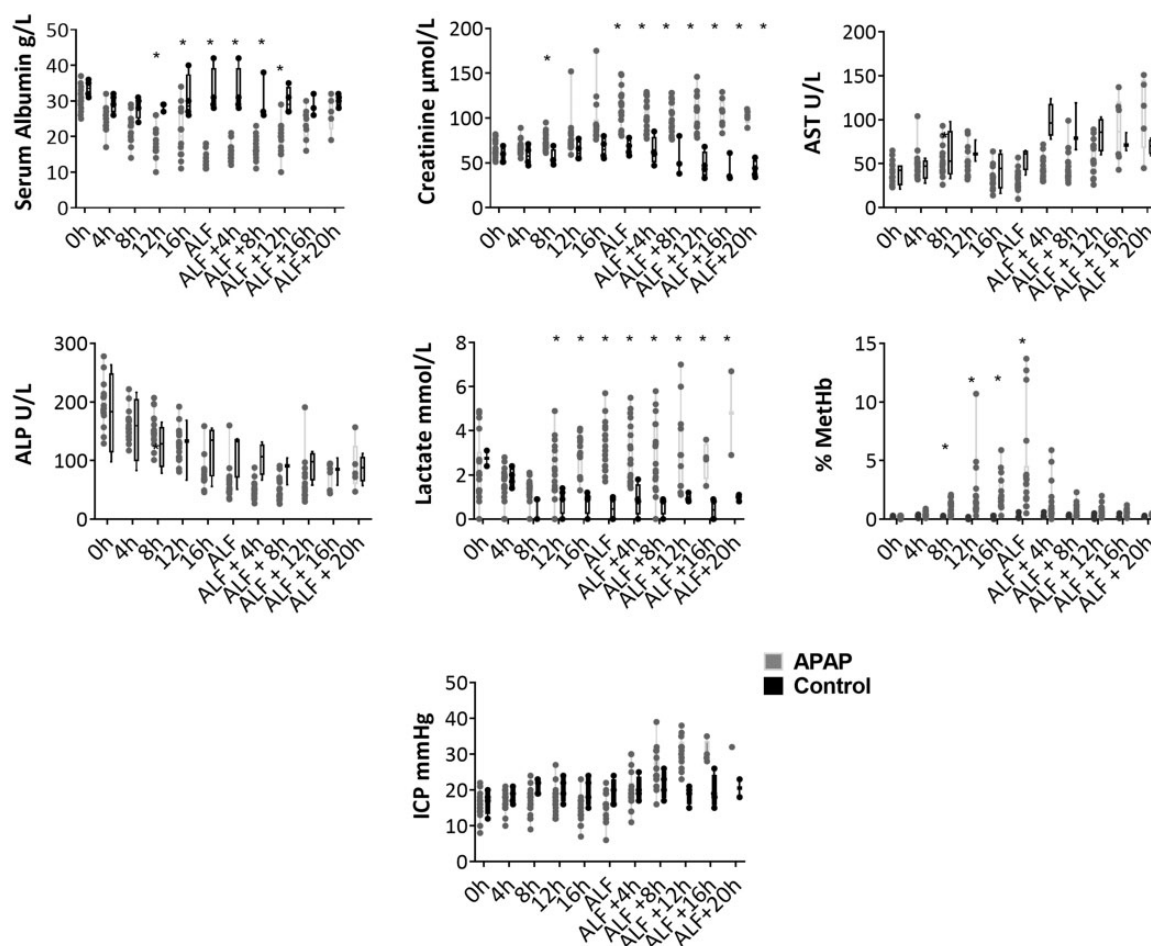 Serum Albumin g/L
50
40
30
20
10
0
* * * * * *
0h
4h
8h
12h
16h
ALF
ALF +4h
ALF +8h
ALF +12h
ALF +16h
ALF+20h
Creatinine µmol/L
200
150
100
50
0
* * * * * * * *
0h
4h
8h
12h
16h
ALF
ALF +4h
ALF +8h
ALF +12h
ALF +16h
ALF+20h
AST U/L
200
150
100
50
0
*
0h
4h
8h
12h
16h
ALF
ALF + 4h
ALF + 8h
ALF + 12h
ALF + 16h
ALF + 20h
ALP U/L
300
200
100
0
*
0h
4h
8h
12h
16h
ALF
ALF + 4h
ALF + 8h
ALF + 12h
ALF + 16h
ALF + 20h
Lactate mmol/L
8
6
4
2
0
* * * * * * * *
0h
4h
8h
12h
16h
ALF
ALF+4h
ALF +8h
ALF +12h
ALF +16h
ALF+20h
% MetHb
15
10
5
0
* * * *
0h
4h
8h
12h
16h
ALF
ALF + 4h
ALF + 8h
ALF + 12h
ALF + 16h
ALF + 20h
APAP
Control
ICP mmHg
50
40
30
20
10
0
0h
4h
8h
12h
16h
ALF
ALF +4h
ALF +8h
ALF +12h
ALF +16h
ALF+20h